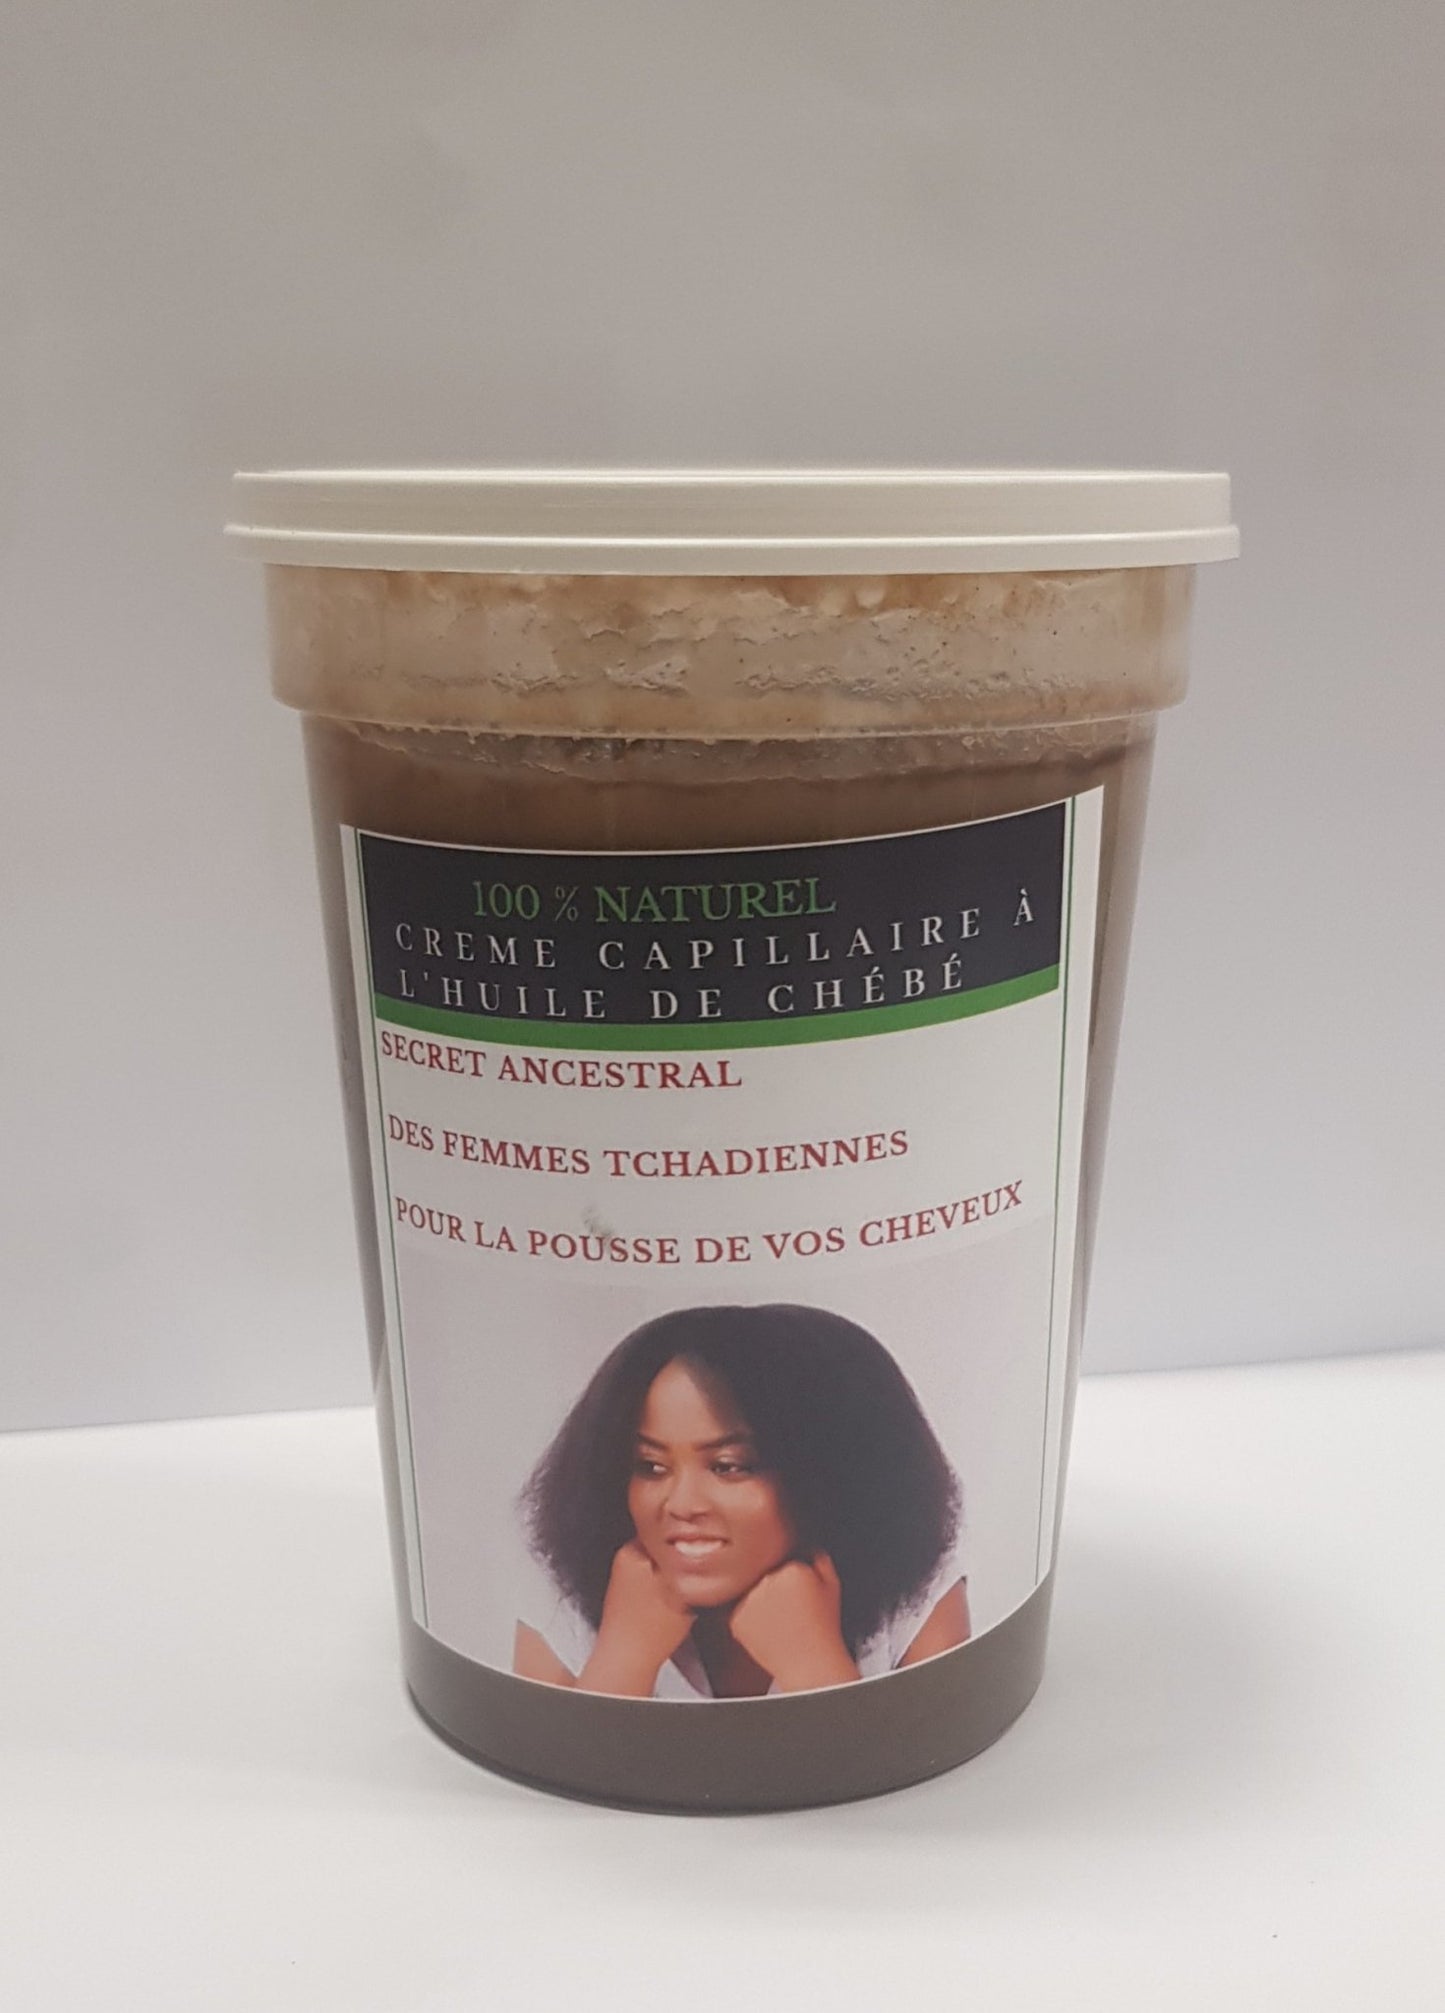 100 % NATUREL
CREME CAPILLAIRE À
L'HUILE DE CHÉBÉ
SECRET ANCESTRAL
DES FEMMES TCHADIENNES
POUR LA POUSSE DE VOS CHEVEUX